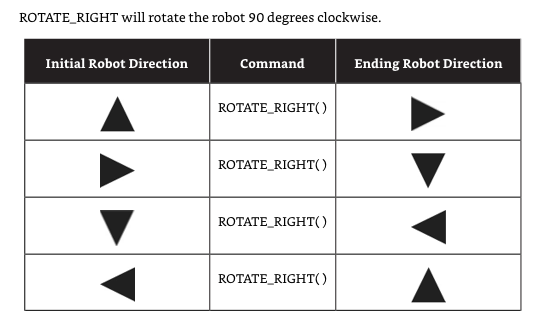 ROTATE_RIGHT will rotate the robot 90 degrees clockwise.
Initial Robot Direction Command Ending Robot Direction
ROTATE_RIGHT( )
ROTATE_RIGHT( )
ROTATE_RIGHT( )
ROTATE_RIGHT( )